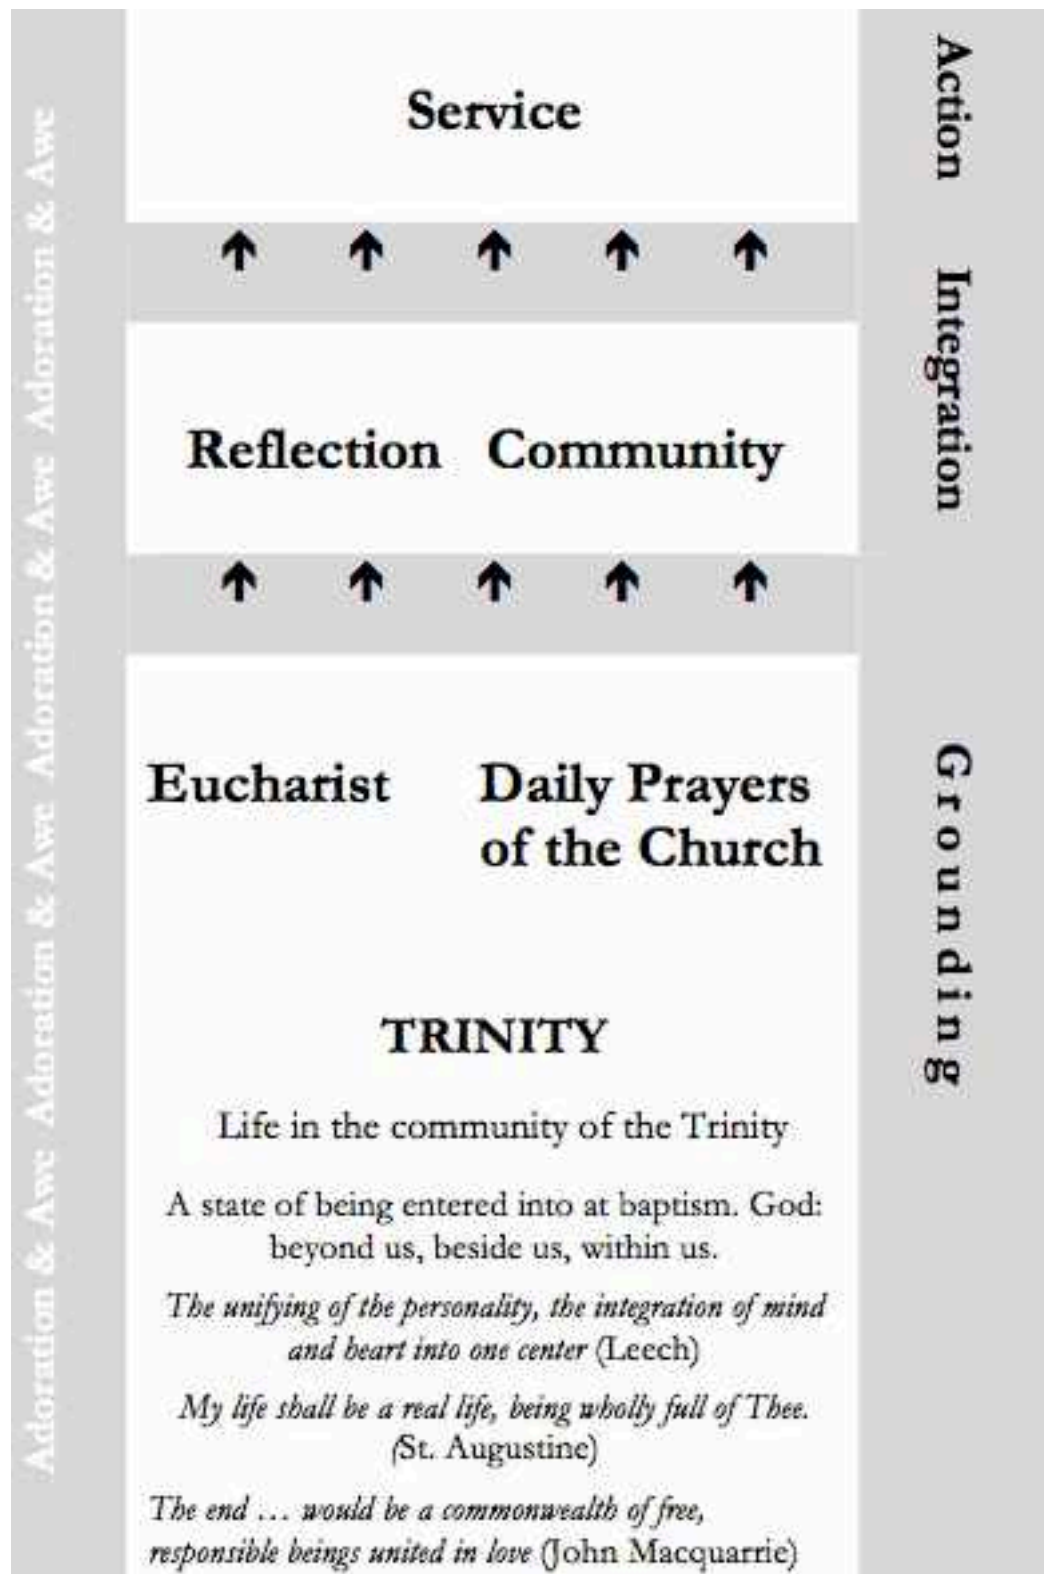 Adoration & Awe Adoration & Awe Adoration & Awe Adoration & Awe
Service
Action
Reflection Community
Integration
Eucharist Daily Prayers
of the Church
Grounding
TRINITY
Life in the community of the Trinity
A state of being entered into at baptism. God:
beyond us, beside us, within us.
The unifying of the personality, the integration of mind
and heart into one center (Leech)
My life shall be a real life, being wholly full of Thee.
(St. Augustine)
The end ... would be a commonwealth of free,
responsible beings united in love (John Macquarrie)